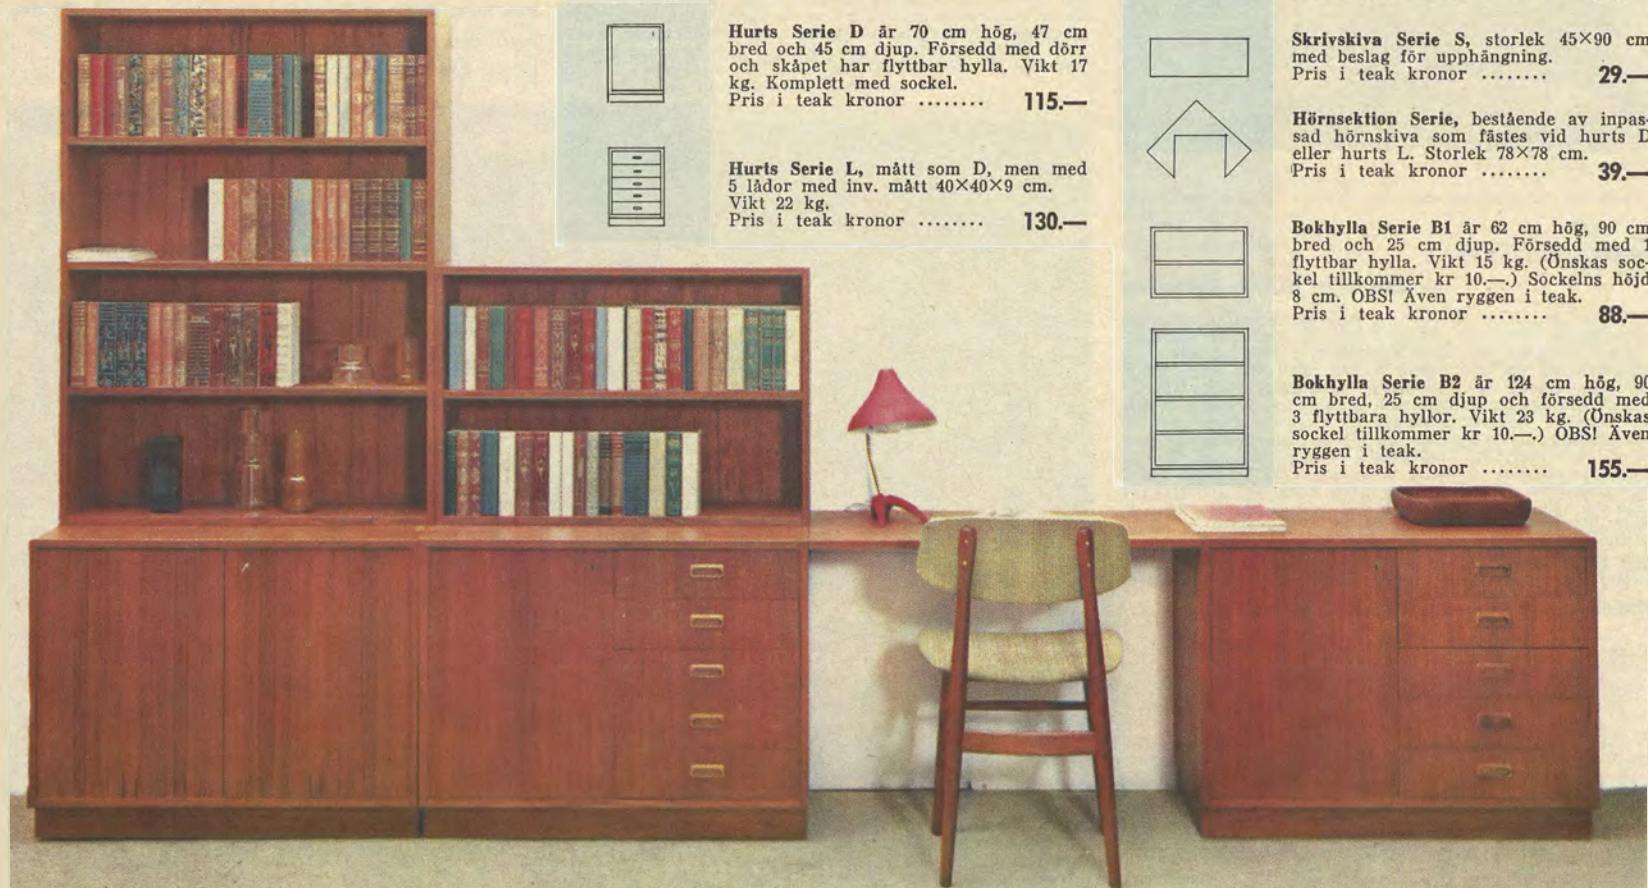 Hurts Serie D är 70 cm hög, 47 cm
bred och 45 cm djup. Försedd med dörr
och skåpet har flyttbar hylla. Vikt 17
kg. Komplett med sockel.
Pris i teak kronor ........ 115.—
Hurts Serie L, mått som D, men med
5 lådor med inv. mått 40×40×9 cm.
Vikt 22 kg.
Pris i teak kronor ........ 130.—
Skrivskiva Serie S, storlek 45×90 cm
med beslag för upphängning.
Pris i teak kronor ........ 29.—
Hörnsektion Serie, bestående av inpas-
sad hörnskiva som fästes vid hurts D
eller hurts L. Storlek 78×78 cm.
Pris i teak kronor ........ 39.—
Bokhylla Serie B1 är 62 cm hög, 90 cm
bred och 25 cm djup. Försedd med 1
flyttbar hylla. Vikt 15 kg. (Önskas soc-
kel tillkommer kr 10.—.) Sockelns höjd
8 cm. OBS! Även ryggen i teak.
Pris i teak kronor ........ 88.—
Bokhylla Serie B2 är 124 cm hög, 90
cm bred, 25 cm djup och försedd med
3 flyttbara hyllor. Vikt 23 kg. (Önskas
sockel tillkommer kr 10.—.) OBS! Även
ryggen i teak.
Pris i teak kronor ........ 155.—